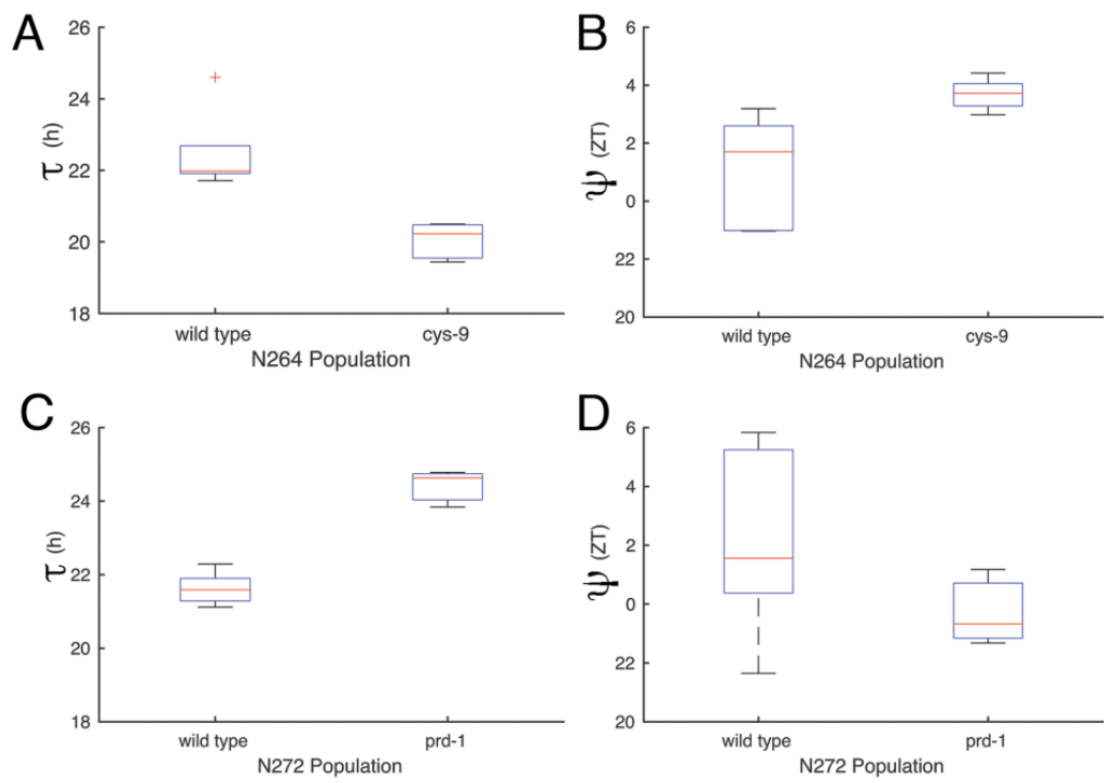 A
26
24
22
20
18
τ (h)
wild type
cys-9
N264 Population
B
6
4
2
0
22
20
ψ (ZT)
wild type
cys-9
N264 Population
C
26
24
22
20
18
τ (h)
wild type
prd-1
N272 Population
D
6
4
2
0
22
20
ψ (ZT)
wild type
prd-1
N272 Population